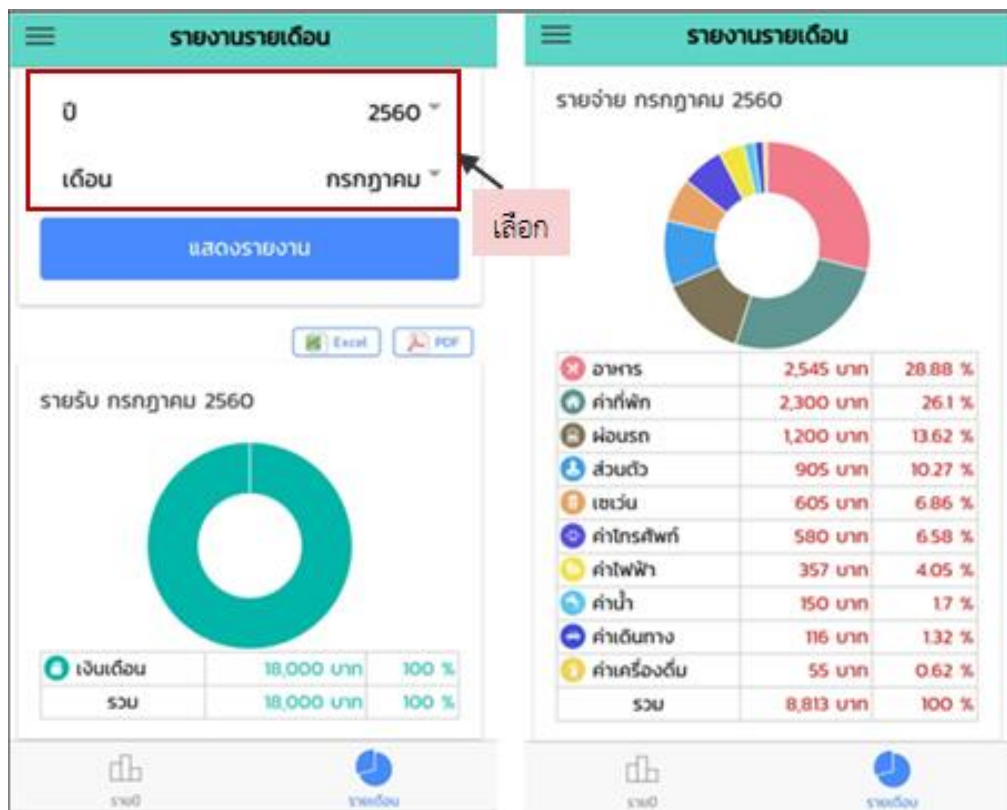 รายงานรายเดือน
ปี 2560
เดือน กรกฎาคม
เลือก
แสดงรายงาน
Excel PDF
รายรับ กรกฎาคม 2560
เงินเดือน 18,000 บาท 100 %
รวม 18,000 บาท 100 %
รายปี รายเดือน
รายงานรายเดือน
รายจ่าย กรกฎาคม 2560
อาหาร 2,545 บาท 28.88 %
ค่าที่พัก 2,300 บาท 26.1 %
ผ่อนรถ 1,200 บาท 13.62 %
ส่วนตัว 905 บาท 10.27 %
เซเว่น 605 บาท 6.86 %
ค่าโทรศัพท์ 580 บาท 6.58 %
ค่าไฟฟ้า 357 บาท 4.05 %
ค่าน้ำ 150 บาท 1.7 %
ค่าเดินทาง 116 บาท 1.32 %
ค่าเครื่องดื่ม 55 บาท 0.62 %
รวม 8,813 บาท 100 %
รายปี รายเดือน